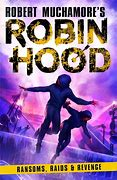 ROBERT MUCHAMORE'S
ROBIN
HOOD
RANSOMS, RAIDS & REVENGE